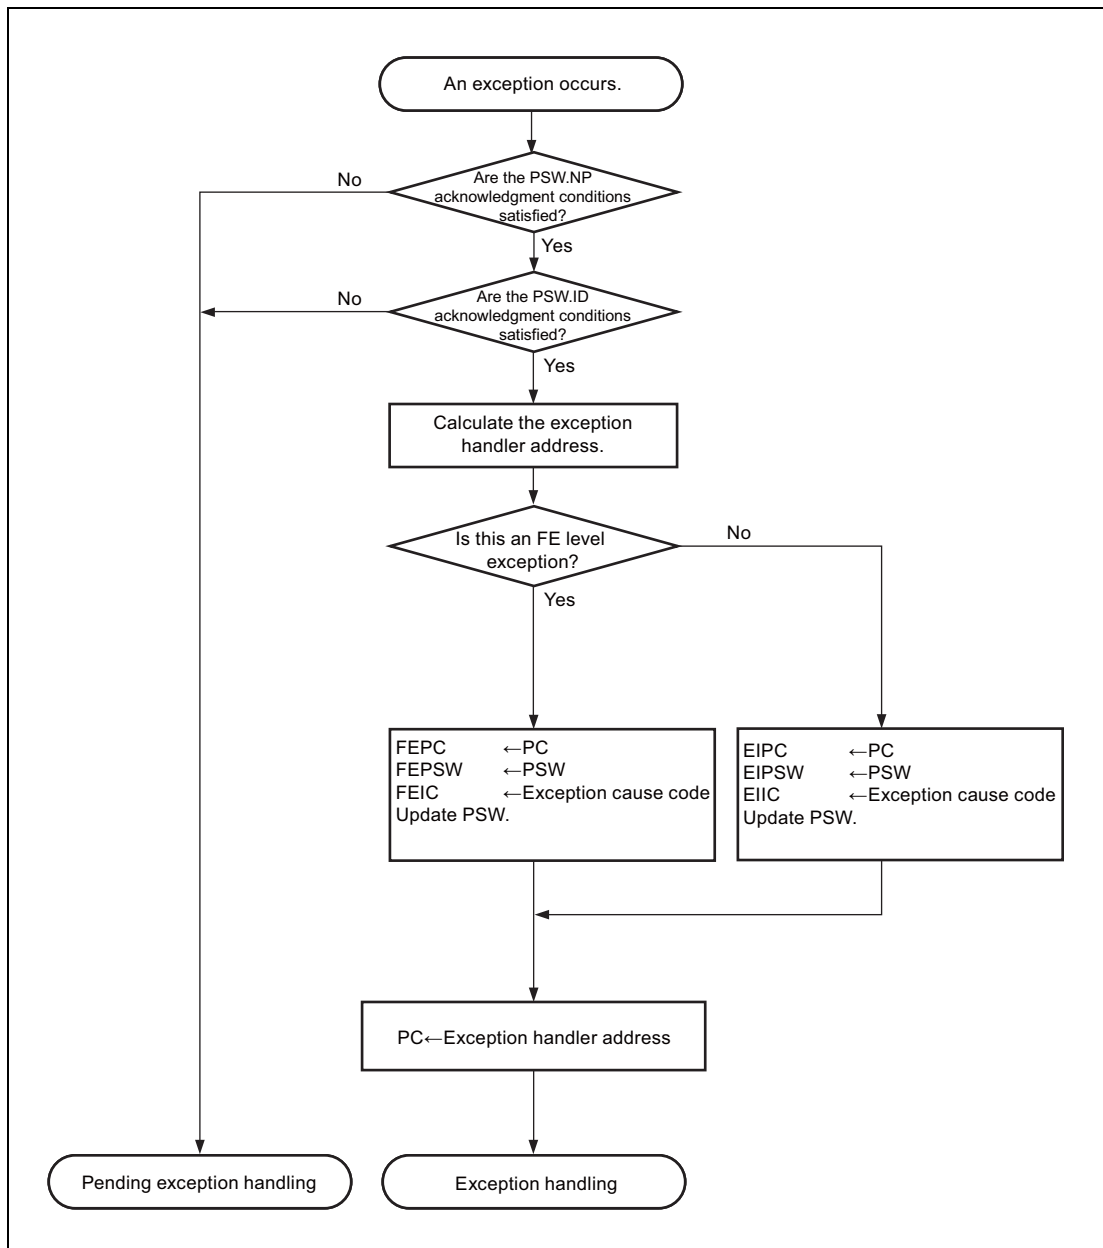 An exception occurs.
No
Are the PSW.NP
acknowledgment conditions
satisfied?
Yes
No
Are the PSW.ID
acknowledgment conditions
satisfied?
Yes
Calculate the exception
handler address.
Is this an FE level
exception?
No
Yes
FEPC ←PC
FEPSW ←PSW
FEIC ←Exception cause code
Update PSW.
EIPC ←PC
EIPSW ←PSW
EIIC ←Exception cause code
Update PSW.
PC←Exception handler address
Pending exception handling
Exception handling